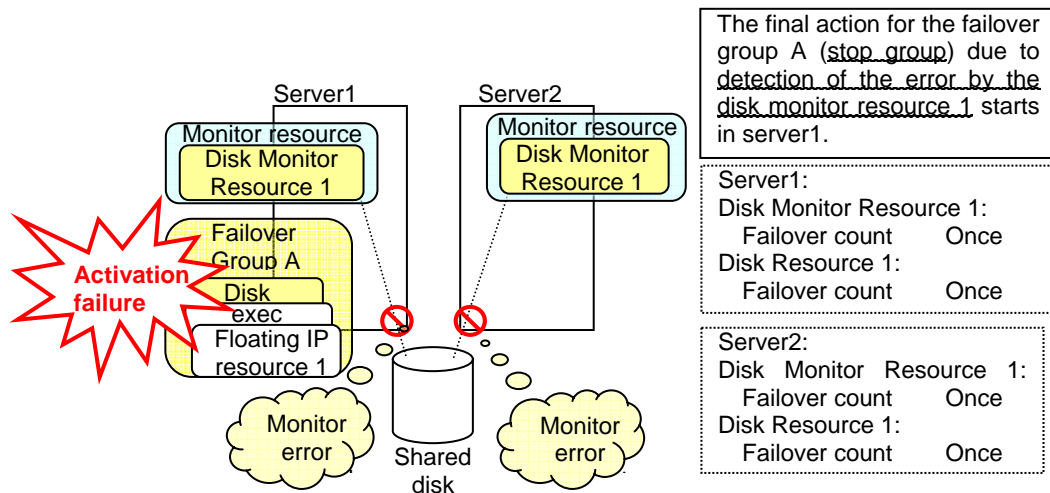 The final action for the failover
group A (stop group) due to
detection of the error by the
disk monitor resource 1 starts
in server1.
Server1
Server2
Monitor resource
Disk Monitor
Resource 1
Monitor resource
Disk Monitor
Resource 1
Failover
Group A
Activation
failure
Disk
exec
Floating IP
resource 1
Monitor
error
Shared
disk
Monitor
error
Server1:
Disk Monitor Resource 1:
Failover count Once
Disk Resource 1:
Failover count Once
Server2:
Disk Monitor Resource 1:
Failover count Once
Disk Resource 1:
Failover count Once